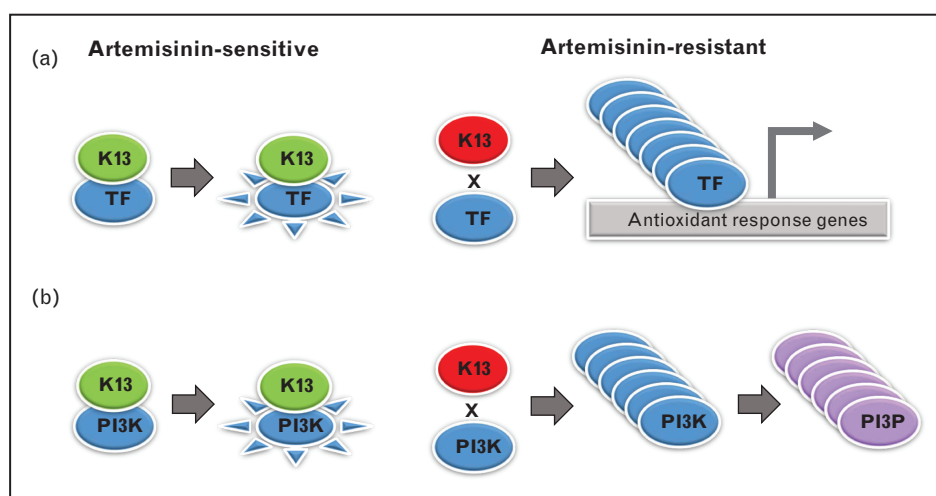 Artemisinin-sensitive
Artemisinin-resistant
(a)
K13
TF
K13
TF
K13
x
TF
TF
Antioxidant response genes
(b)
K13
PI3K
K13
PI3K
K13
x
PI3K
PI3K
PI3P